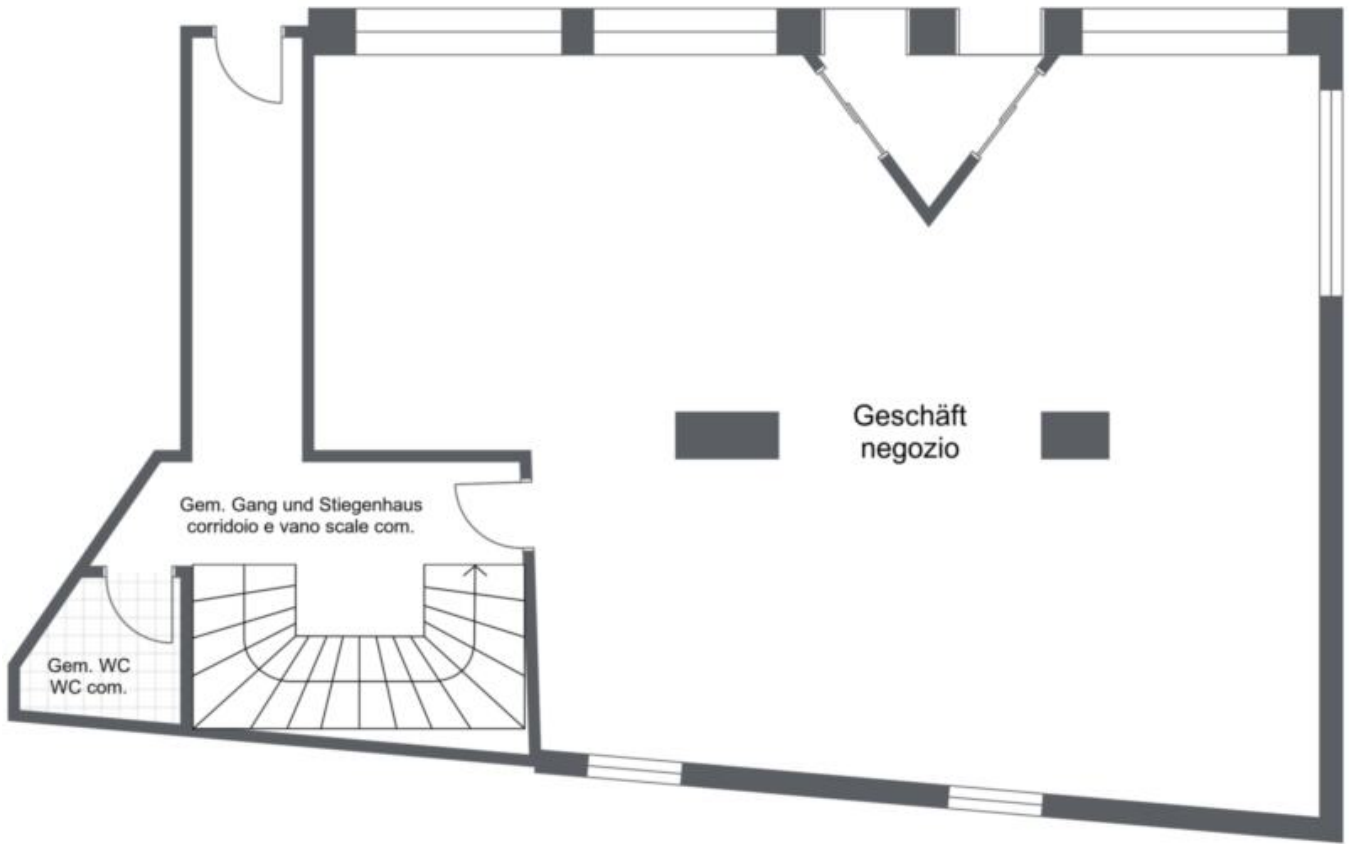 Geschäft
negozio
Gem. Gang und Stiegenhaus
corridoio e vano scale com.
Gem. WC
WC com.